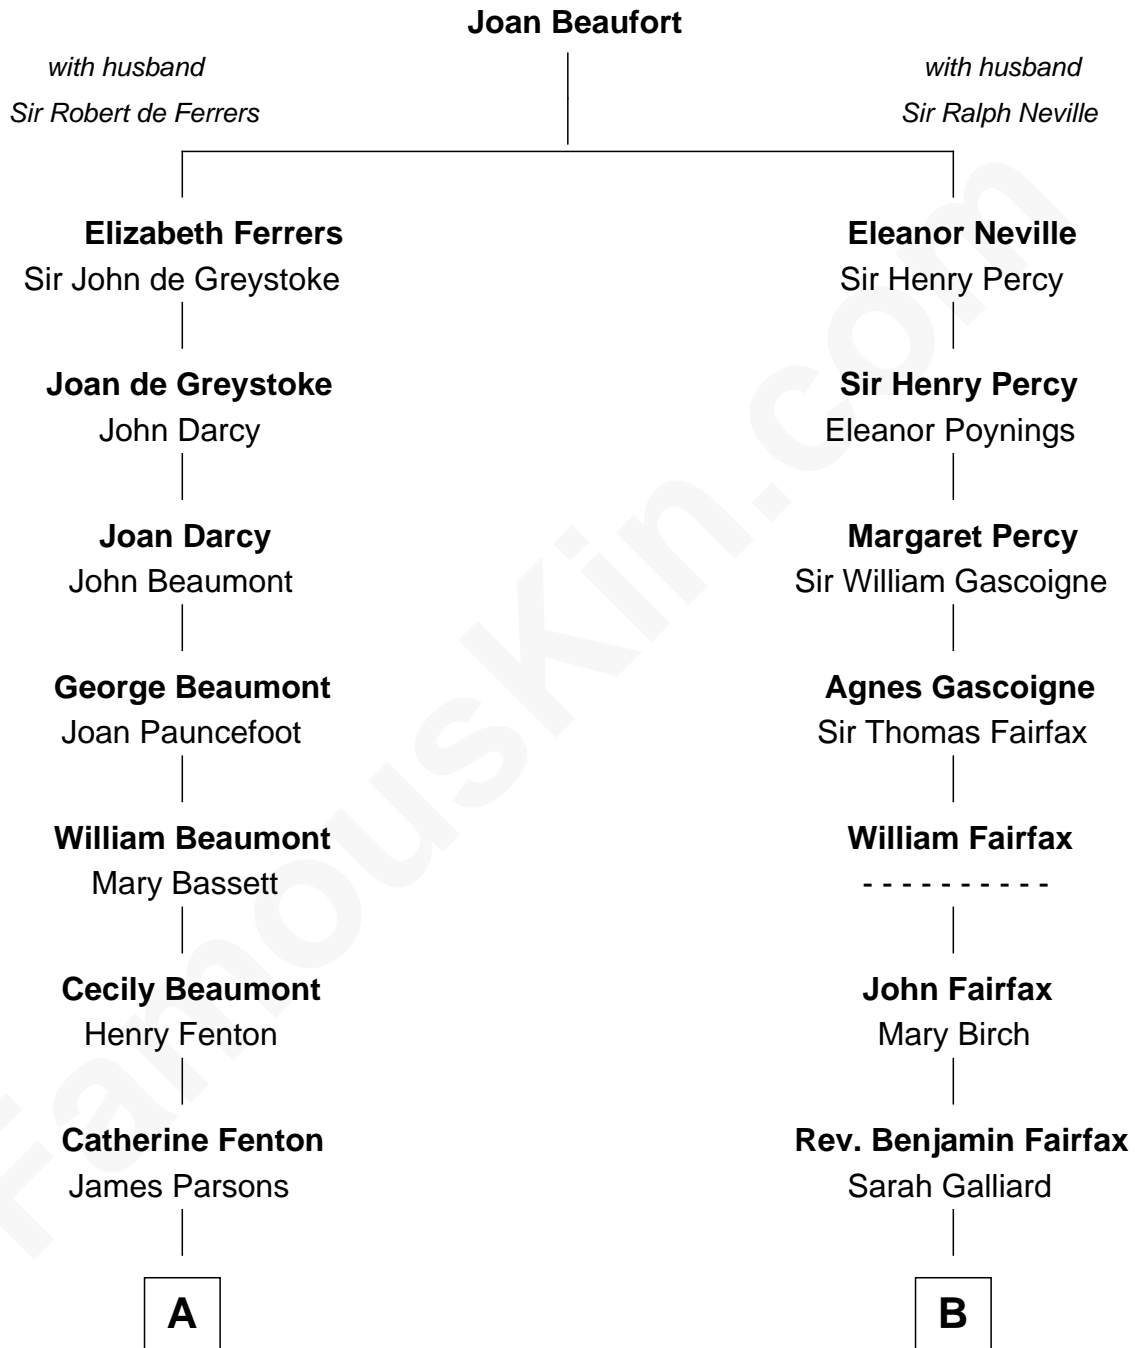 Joan Beaufort
with husband
Sir Robert de Ferrers
with husband
Sir Ralph Neville
Elizabeth Ferrers
Sir John de Greystoke
Eleanor Neville
Sir Henry Percy
Joan de Greystoke
John Darcy
Sir Henry Percy
Eleanor Poynings
Joan Darcy
John Beaumont
Margaret Percy
Sir William Gascoigne
George Beaumont
Joan Pauncefoot
Agnes Gascoigne
Sir Thomas Fairfax
William Beaumont
Mary Bassett
William Fairfax
- - - - - - - - - -
Cecily Beaumont
Henry Fenton
John Fairfax
Mary Birch
Catherine Fenton
James Parsons
Rev. Benjamin Fairfax
Sarah Galliard
A
B
FamousKin.com